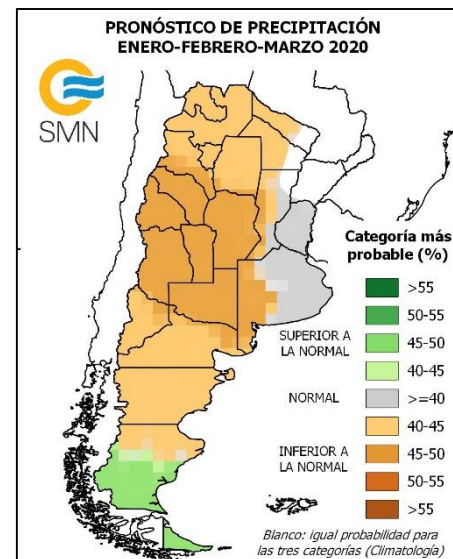 PRONÓSTICO DE PRECIPITACIÓN
ENERO-FEBRERO-MARZO 2020
SMN
Categoría más
probable (%)
>55
50-55
45-50
SUPERIOR A
LA NORMAL
40-45
NORMAL
>=40
40-45
INFERIOR A
LA NORMAL
45-50
50-55
>55
Blanco: igual probabilidad para
las tres categorías (Climatología)